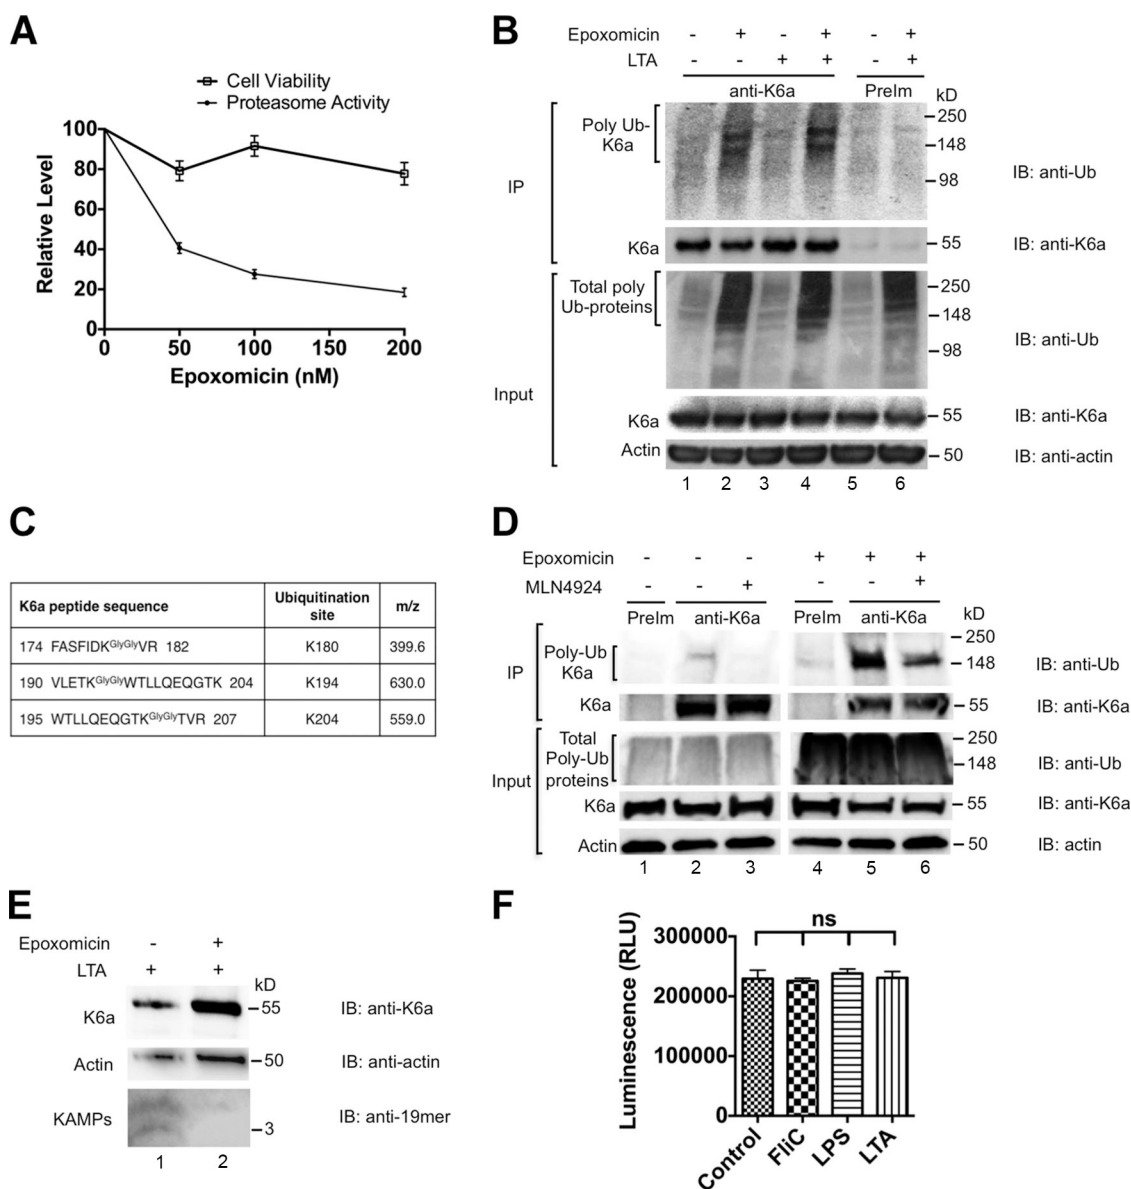 A
Cell Viability
Proteasome Activity
100
80
60
40
20
0
Relative Level
0 50 100 150 200
Epoxomicin (nM)
B
Epoxomicin - + - + - +
LTA - - + + - +
anti-K6a PreIm kD
IP
Poly Ub-
K6a
250
148
98
IB: anti-Ub
K6a 55 IB: anti-K6a
Input
Total poly
Ub-proteins
250
148
98
IB: anti-Ub
K6a 55 IB: anti-K6a
Actin 50 IB: anti-actin
1 2 3 4 5 6
C
K6a peptide sequence Ubiquitination site m/z
174 FASFIDKGlyGlyVR 182 K180 399.6
190 VLETKGlyGlyWTLLQEQGTK 204 K194 630.0
195 WTLLQEQGTKGlyGlyTVR 207 K204 559.0
D
Epoxomicin - - - + + +
MLN4924 - - + - - +
PreIm anti-K6a PreIm anti-K6a kD
IP
Poly-Ub
K6a
250
148
IB: anti-Ub
K6a 55 IB: anti-K6a
Input
Total
Poly-Ub
proteins
250
148
IB: anti-Ub
K6a 55 IB: anti-K6a
Actin 50 IB: actin
1 2 3 4 5 6
E
Epoxomicin - +
LTA + +
kD
K6a 55 IB: anti-K6a
Actin 50 IB: anti-actin
KAMPs 3 IB: anti-19mer
1 2
F
ns
Luminescence (RLU)
300000
200000
100000
0
Control FliC LPS LTA